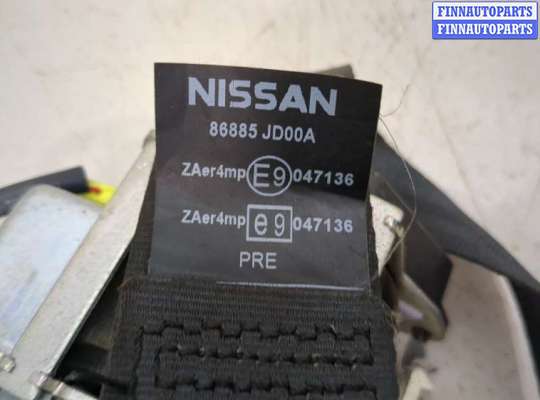 FINNAUTOPARTS
FINNAUTOPARTS
NISSAN
86885 JD00A
ZAer4mp E9 047136
ZAer4mp e9 047136
PRE